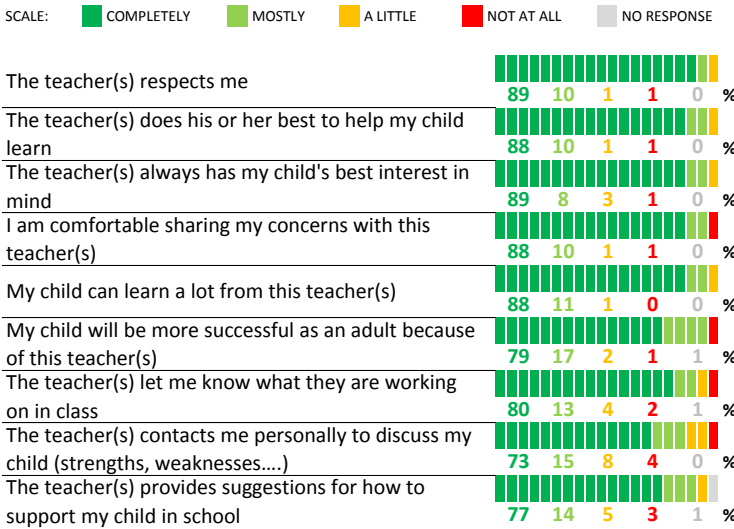 SCALE: COMPLETELY MOSTLY A LITTLE NOT AT ALL NO RESPONSE
The teacher(s) respects me
89 10 1 1 0 %
The teacher(s) does his or her best to help my child
learn
88 10 1 1 0 %
The teacher(s) always has my child's best interest in
mind
89 8 3 1 0 %
I am comfortable sharing my concerns with this
teacher(s)
88 10 1 1 0 %
My child can learn a lot from this teacher(s)
88 11 1 0 0 %
My child will be more successful as an adult because
of this teacher(s)
79 17 2 1 1 %
The teacher(s) let me know what they are working
on in class
80 13 4 2 1 %
The teacher(s) contacts me personally to discuss my
child (strengths, weaknesses....)
73 15 8 4 0 %
The teacher(s) provides suggestions for how to
support my child in school
77 14 5 3 1 %